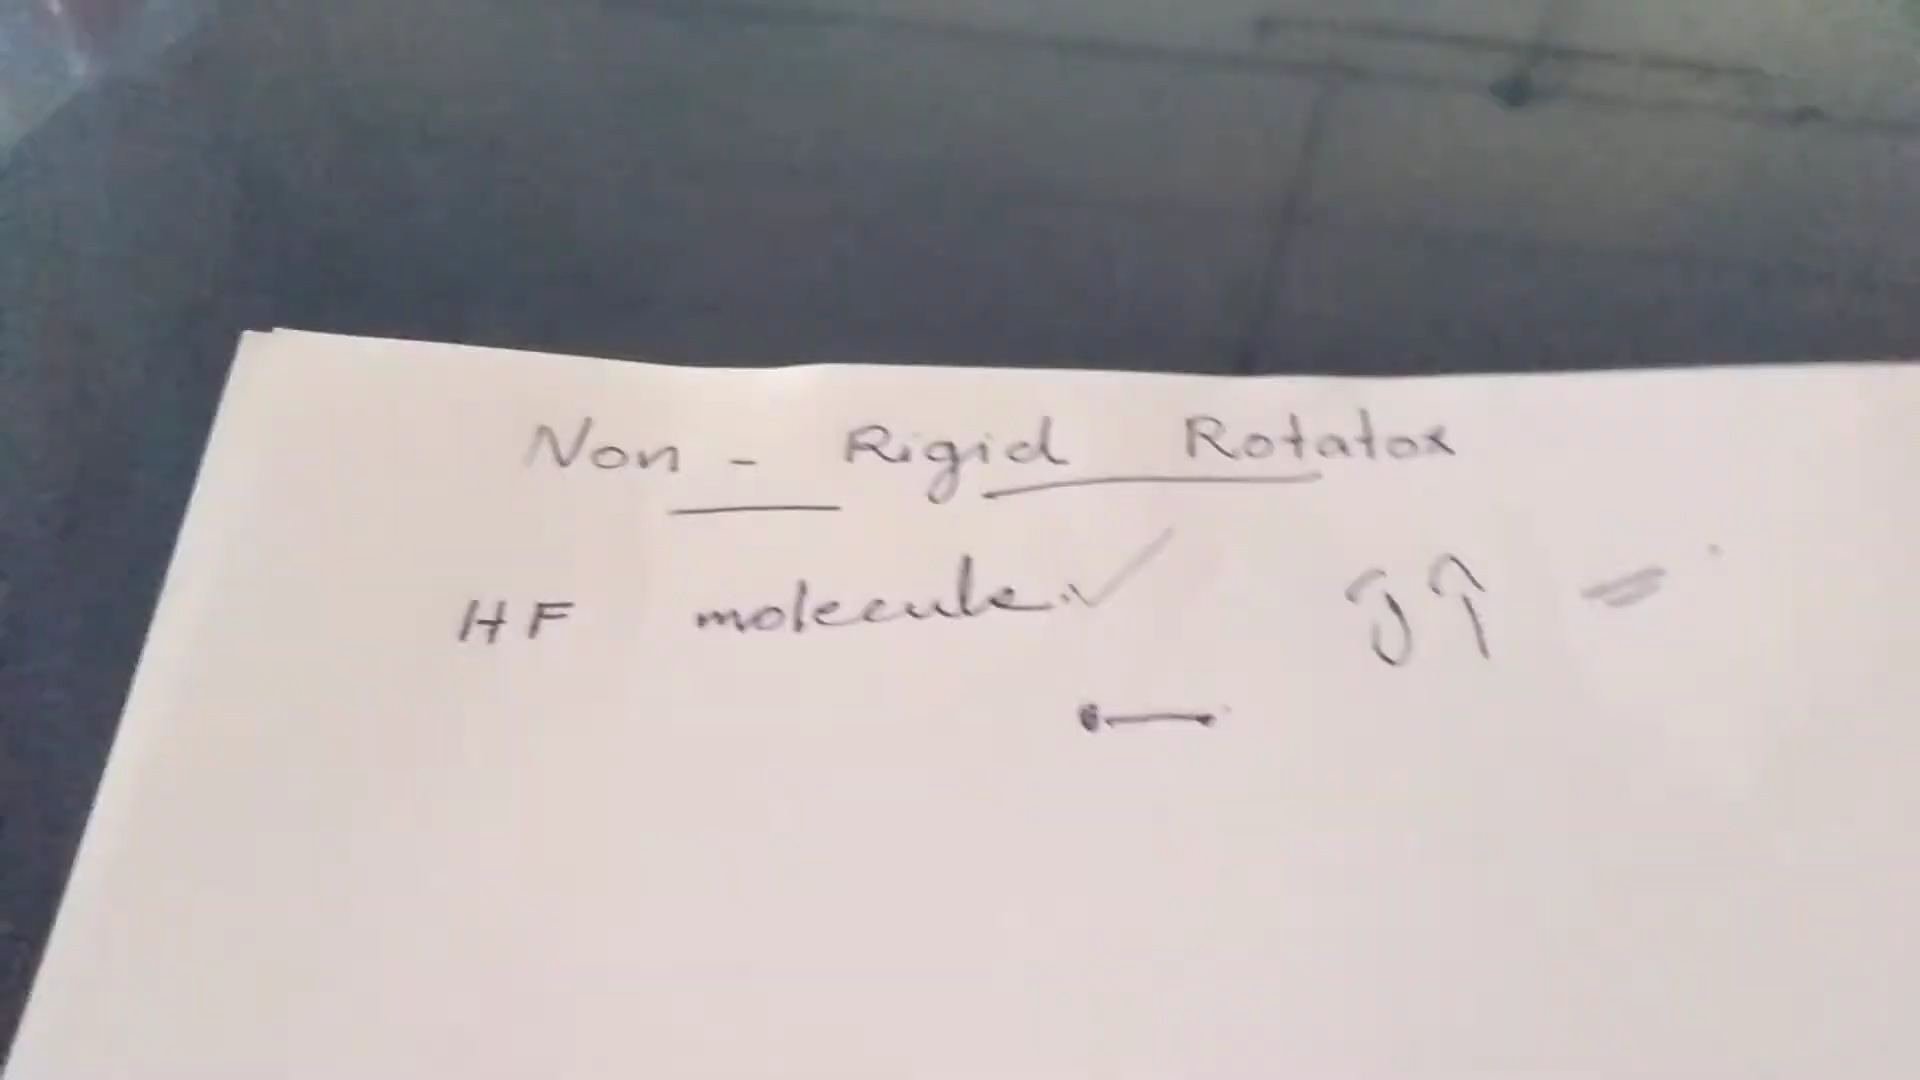 Non - Rigid Rotator
HF molecule. J ↑ =